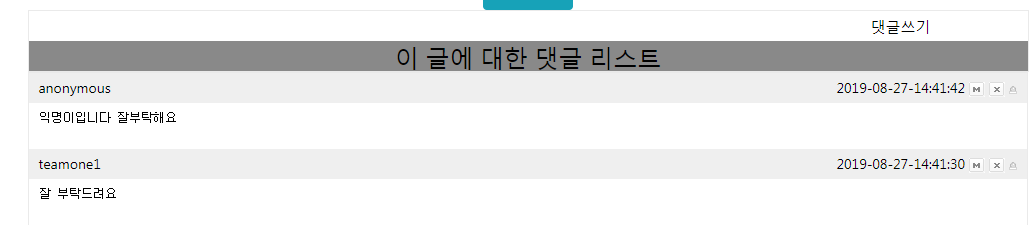 댓글쓰기
이 글에 대한 댓글 리스트
anonymous 2019-08-27-14:41:42 M X
익명이입니다 잘부탁해요
teamone1 2019-08-27-14:41:30 M X
잘 부탁드려요